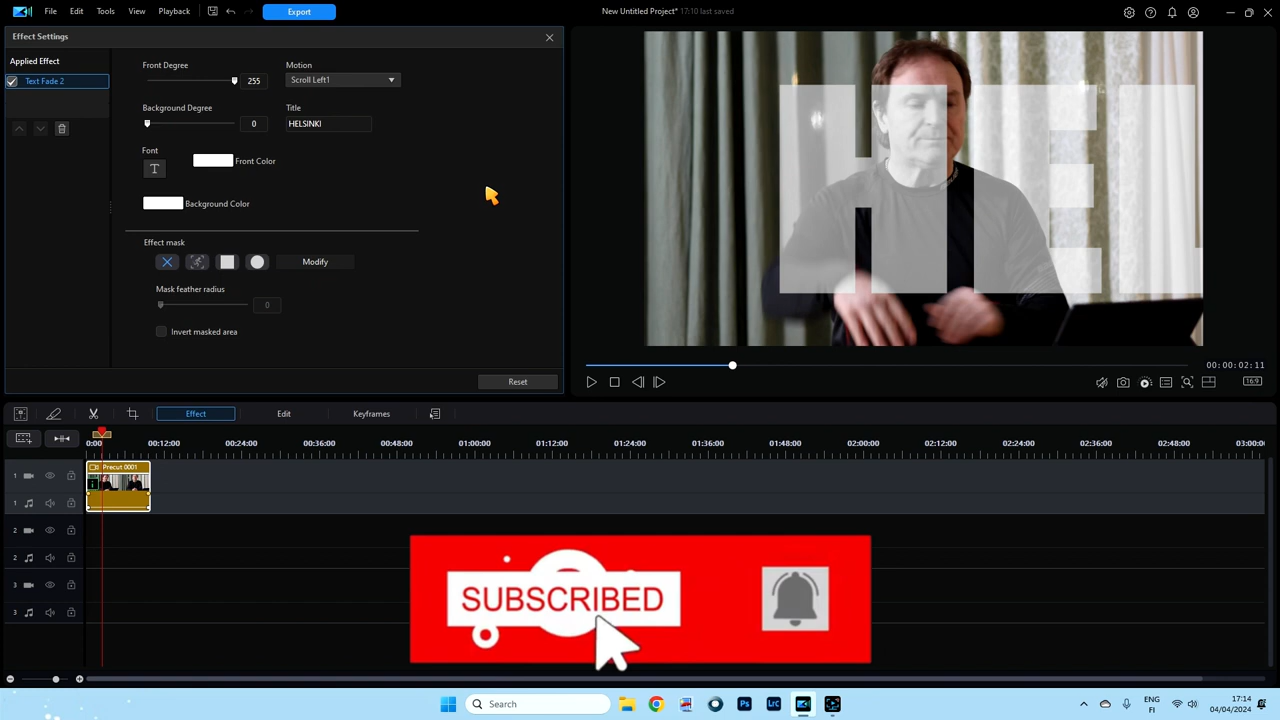 File Edit Tools View Playback Export New Untitled Project* 17:10 last saved
Effect Settings
Applied Effect
Text Fade 2
Front Degree
255
Motion
Scroll Left1
Background Degree
0
Title
HELSINKI
Font
T
Front Color
Background Color
Effect mask
Modify
Mask feather radius
0
Invert masked area
Reset
HEL
00:00:02:11
16:9
Effect Edit Keyframes
0:00 00:12:00 00:24:00 00:36:00 00:48:00 01:00:00 01:12:00 01:24:00 01:36:00 01:48:00 02:00:00 02:12:00 02:24:00 02:36:00 02:48:00 03:00:0
1
Precut 0001
1
2
2
3
3
SUBSCRIBED
Search
Ps
Lrc
ENG
FI
17:14
04/04/2024